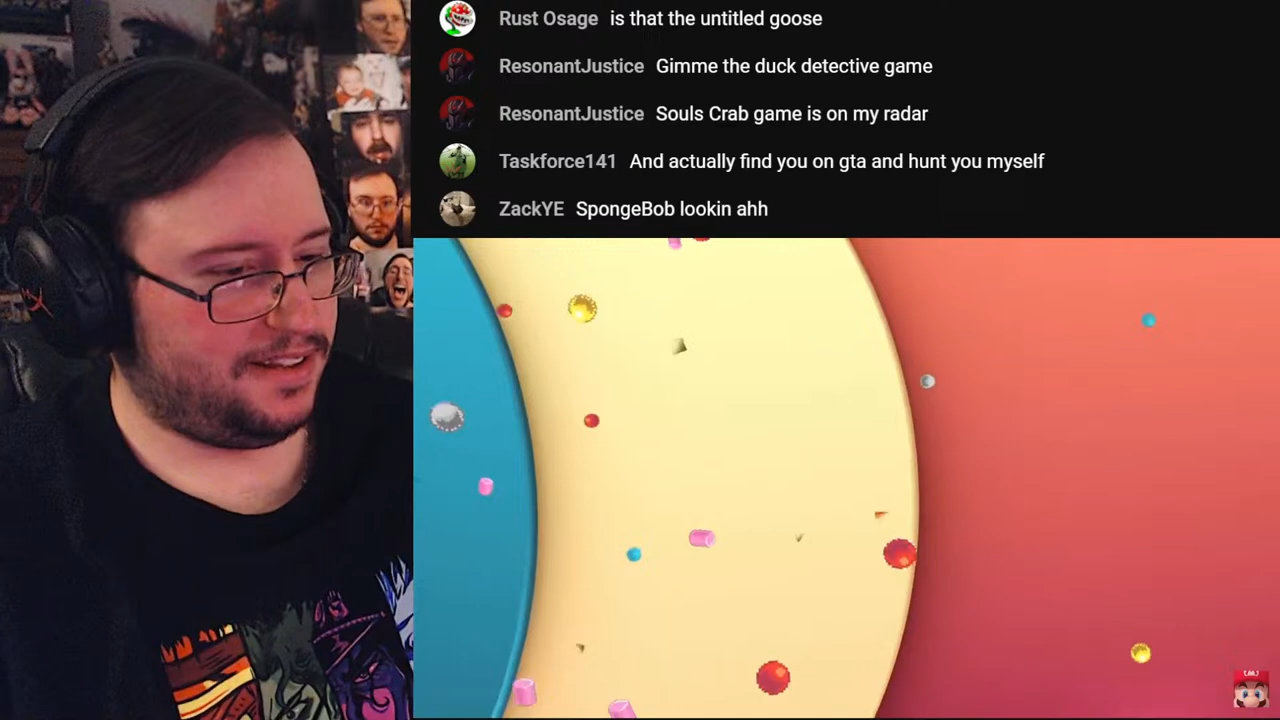 Rust Osage is that the untitled goose
ResonantJustice Gimme the duck detective game
ResonantJustice Souls Crab game is on my radar
Taskforce141 And actually find you on gta and hunt you myself
ZackYE SpongeBob lookin ahh